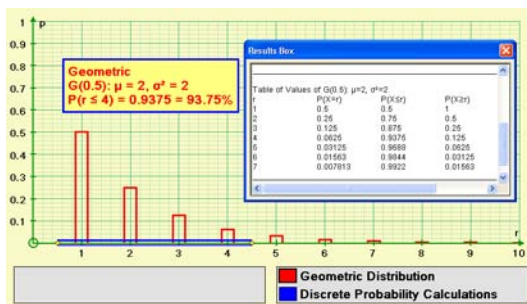 1
p
0.9
0.8
0.7
0.6
0.5
0.4
0.3
0.2
0.1
Geometric
G(0.5): μ = 2, σ² = 2
P(r ≤ 4) = 0.9375 = 93.75%
Results Box
Table of Values of G(0.5): μ=2, σ²=2
r P(X=r) P(X≤r) P(X≥r)
1 0.5 0.5 1
2 0.25 0.75 0.5
3 0.125 0.875 0.25
4 0.0625 0.9375 0.125
5 0.03125 0.9688 0.0625
6 0.01563 0.9844 0.03125
7 0.007813 0.9922 0.01563
r
1 2 3 4 5 6 7 8 9 10
Geometric Distribution
Discrete Probability Calculations